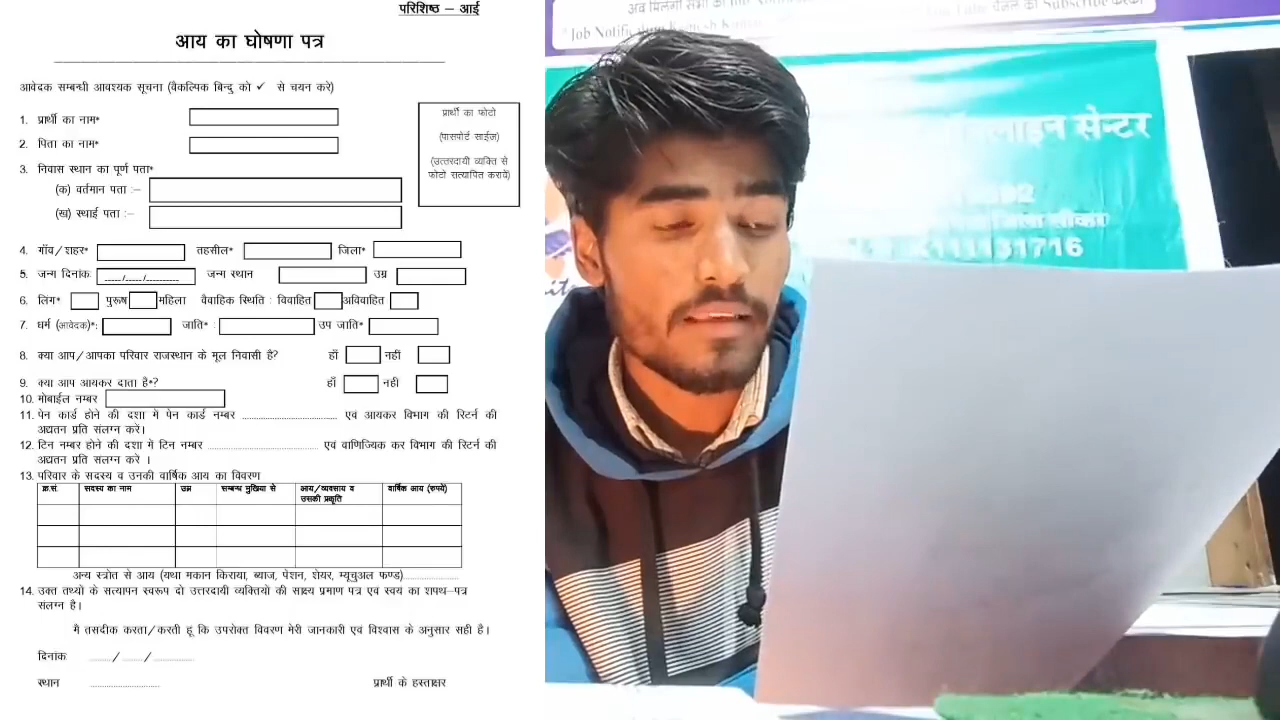 परिशिष्ठ – आई
आय का घोषणा पत्र
आवेदक सम्बन्धी आवश्यक सूचना (वैकल्पिक बिन्दु को ✓ से चयन करे)
1. प्रार्थी का नाम*
2. पिता का नाम*
3. निवास स्थान का पूर्ण पता*
(क) वर्तमान पता :–
(ख) स्थाई पता :–
प्रार्थी का फोटो
(पासपोर्ट साईज)
(उत्तरदायी व्यक्ति से
फोटो सत्यापित करावें)
4. गॉव/शहर* तहसील* जिला*
5. जन्म दिनांक ...../...../.......... जन्म स्थान उम्र
6. लिंग* पुरूष महिला वैवाहिक स्थिति : विवाहित अविवाहित
7. धर्म (आवेदक)*: जाति* : उप जाति*
8. क्या आप/आपका परिवार राजस्थान के मूल निवासी है? हॉ नहीं
9. क्या आप आयकर दाता है*? हॉ नही
10. मोबाईल नम्बर
11. पेन कार्ड होने की दशा मे पेन कार्ड नम्बर .................................... एवं आयकर विभाग की रिटर्न की
अद्यतन प्रति संलग्न करे।
12. टिन नम्बर होने की दशा मे टिन नम्बर .................................... एवं वाणिज्यिक कर विभाग की रिटर्न की
अद्यतन प्रति संलग्न करे ।
13. परिवार के सदस्य व उनकी वार्षिक आय का विवरण
क्र.सं. सदस्य का नाम उम्र सम्बन्ध मुखिया से आय/व्यवसाय व वार्षिक आय (रुपये)
उसकी प्रकृति
अन्य स्त्रोत से आय (यथा मकान किराया, ब्याज, पेशन, शेयर, म्यूचुअल फण्ड)....................
14. उक्त तथ्यों के सत्यापन स्वरूप दो उत्तरदायी व्यक्तियों की साक्ष्य प्रमाण पत्र एवं स्वयं का शपथ–पत्र
संलग्न है।
मै तसदीक करता/करती हू कि उपरोक्त विवरण मेरी जानकारी एवं विश्वास के अनुसार सही है।
दिनांक ......./......./..............
स्थान .......................... प्रार्थी के हस्ताक्षर
अब मिलेगी सभी
Job
Subscribe
लाइन सेन्टर